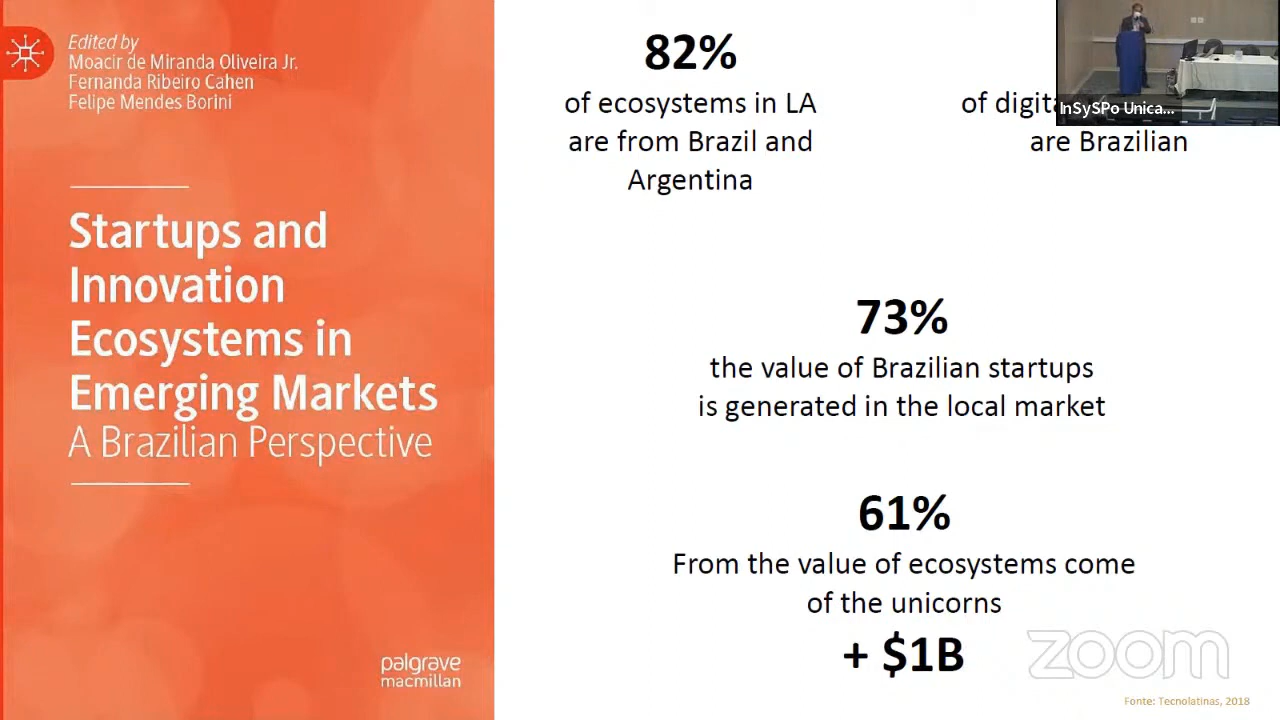 Edited by
Moacir de Miranda Oliveira Jr.
Fernanda Ribeiro Cahen
Felipe Mendes Borini
Startups and
Innovation
Ecosystems in
Emerging Markets
A Brazilian Perspective
palgrave
macmillan
82%
of ecosystems in LA
are from Brazil and
Argentina
of digita
are Brazilian
InSySPo Unica...
73%
the value of Brazilian startups
is generated in the local market
61%
From the value of ecosystems come
of the unicorns
+ $1B
zoom
Fonte: Tecnolatinas, 2018